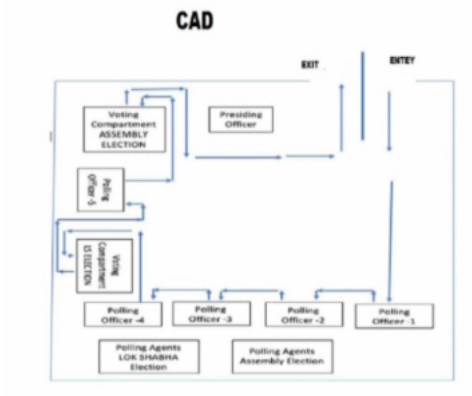 CAD
EXIT
ENTEY
Voting
Compartment
ASSEMBLY
ELECTION
Presiding
Officer
Polling
Officer -5
Voting
Compartment
LS ELECTION
Polling
Officer -4
Polling
Officer -3
Polling
Officer -2
Polling
Officer -1
Polling Agents
LOK SHABHA
Election
Polling Agents
Assembly Election